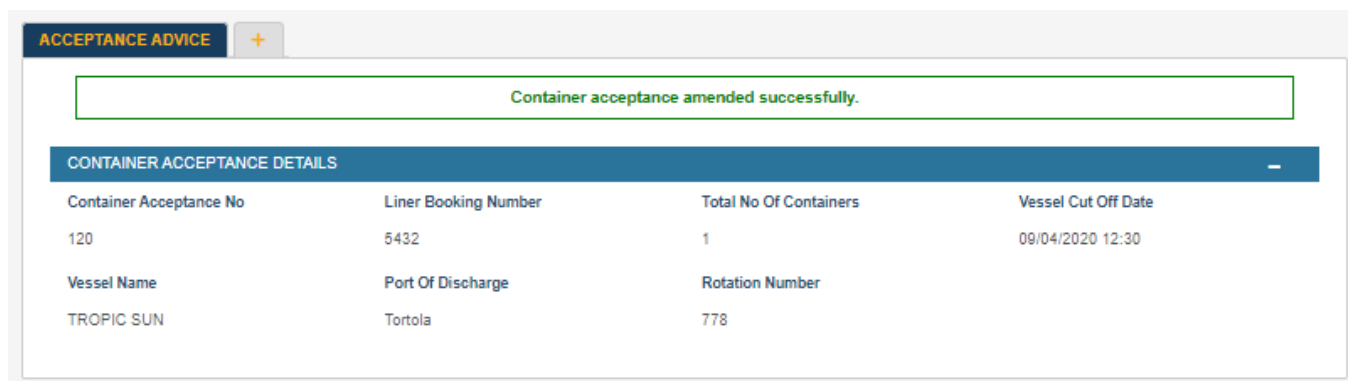 ACCEPTANCE ADVICE +
Container acceptance amended successfully.
CONTAINER ACCEPTANCE DETAILS –
Container Acceptance No Liner Booking Number Total No Of Containers Vessel Cut Off Date
120 5432 1 09/04/2020 12:30
Vessel Name Port Of Discharge Rotation Number
TROPIC SUN Tortola 778